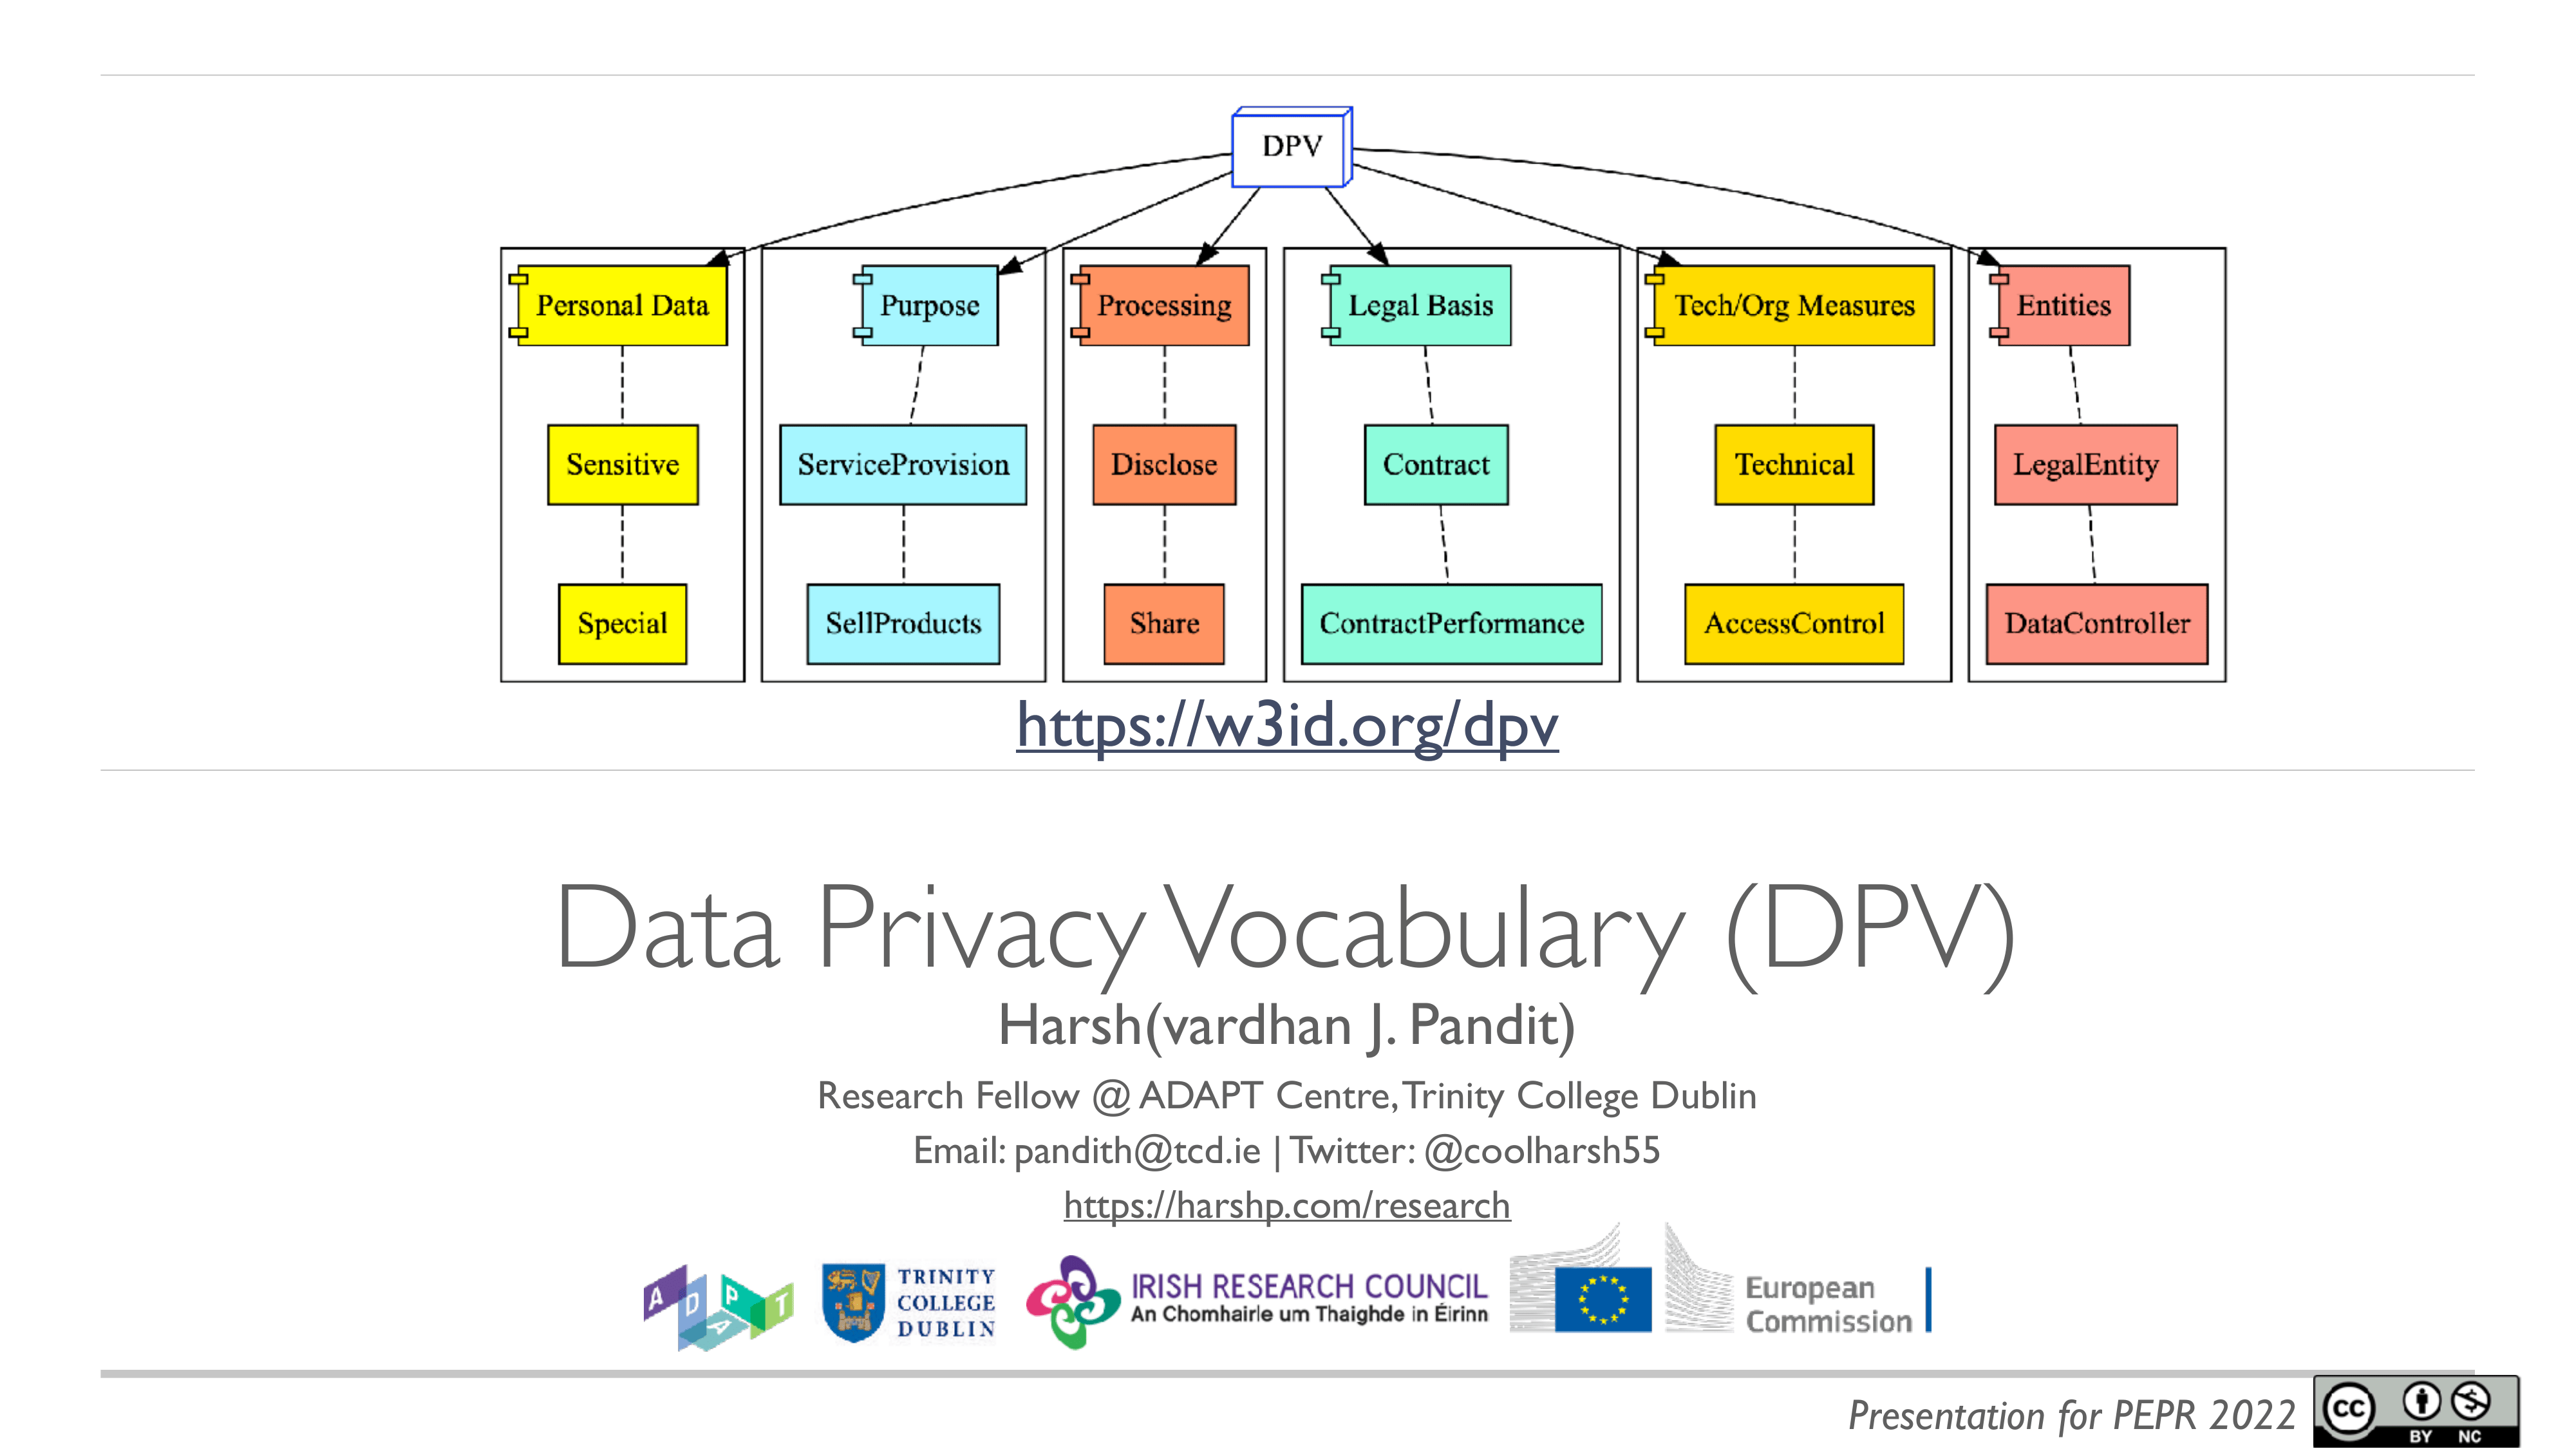 DPV
Personal Data
Purpose
Processing
Legal Basis
Tech/Org Measures
Entities
Sensitive
ServiceProvision
Disclose
Contract
Technical
LegalEntity
Special
SellProducts
Share
ContractPerformance
AccessControl
DataController
https://w3id.org/dpv
Data Privacy Vocabulary (DPV)
Harsh(vardhan J. Pandit)
Research Fellow @ ADAPT Centre, Trinity College Dublin
Email: pandith@tcd.ie | Twitter: @coolharsh55
https://harshp.com/research
ADAPT
TRINITY
COLLEGE
DUBLIN
IRISH RESEARCH COUNCIL
An Chomhairle um Thaighde in Éirinn
European
Commission
Presentation for PEPR 2022
cc
BY NC